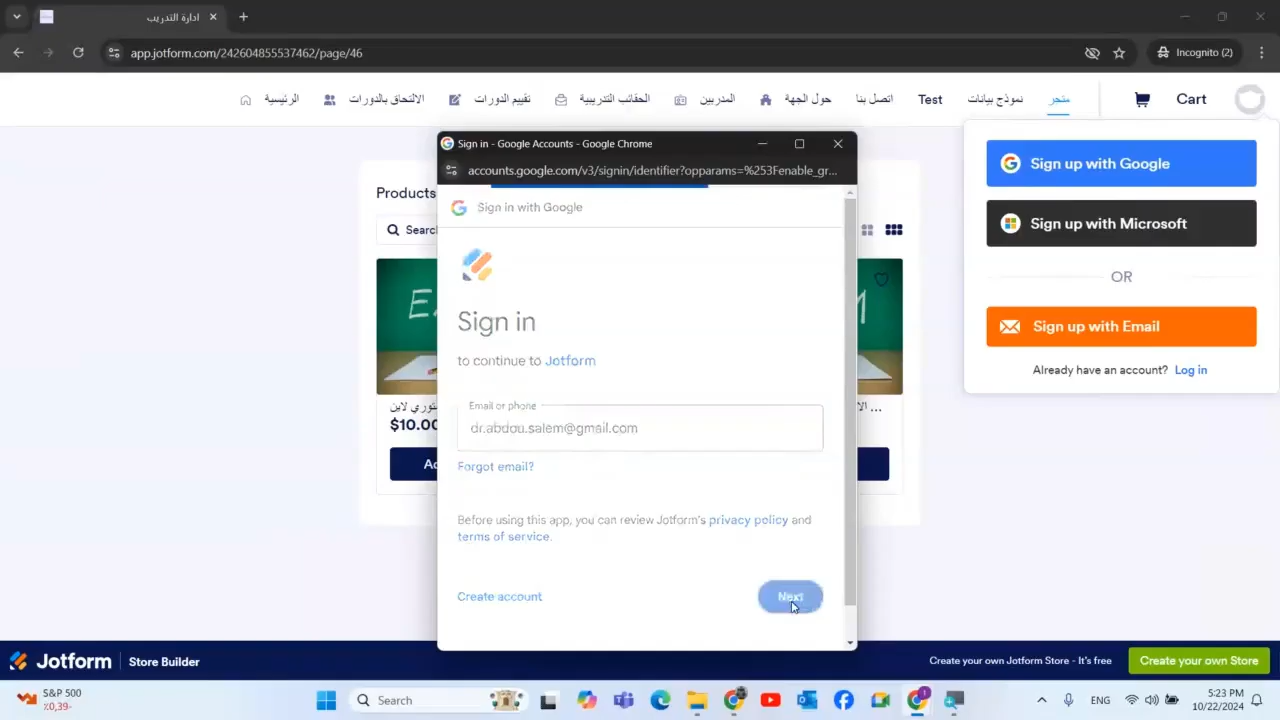 ادارة التدريب
app.jotform.com/242604855537462/page/46
Incognito (2)
الرئيسية
الالتحاق بالدورات
تقييم الدورات
الحقائب التدريبية
المدربين
حول الجهة
اتصل بنا
Test
نموذج بيانات
متجر
Cart
Sign in - Google Accounts - Google Chrome
accounts.google.com/v3/signin/identifier?opparams=%253Fenable_gr...
Sign in with Google
Sign in
to continue to Jotform
Email or phone
dr.abdou.salem@gmail.com
Forgot email?
Before using this app, you can review Jotform's privacy policy and
terms of service.
Create account
Next
Products
Search
$10.00
Sign up with Google
Sign up with Microsoft
OR
Sign up with Email
Already have an account? Log in
Jotform
Store Builder
Create your own Jotform Store - It's free
Create your own Store
S&P 500
٪0,39-
Search
1
ENG
5:23 PM
10/22/2024